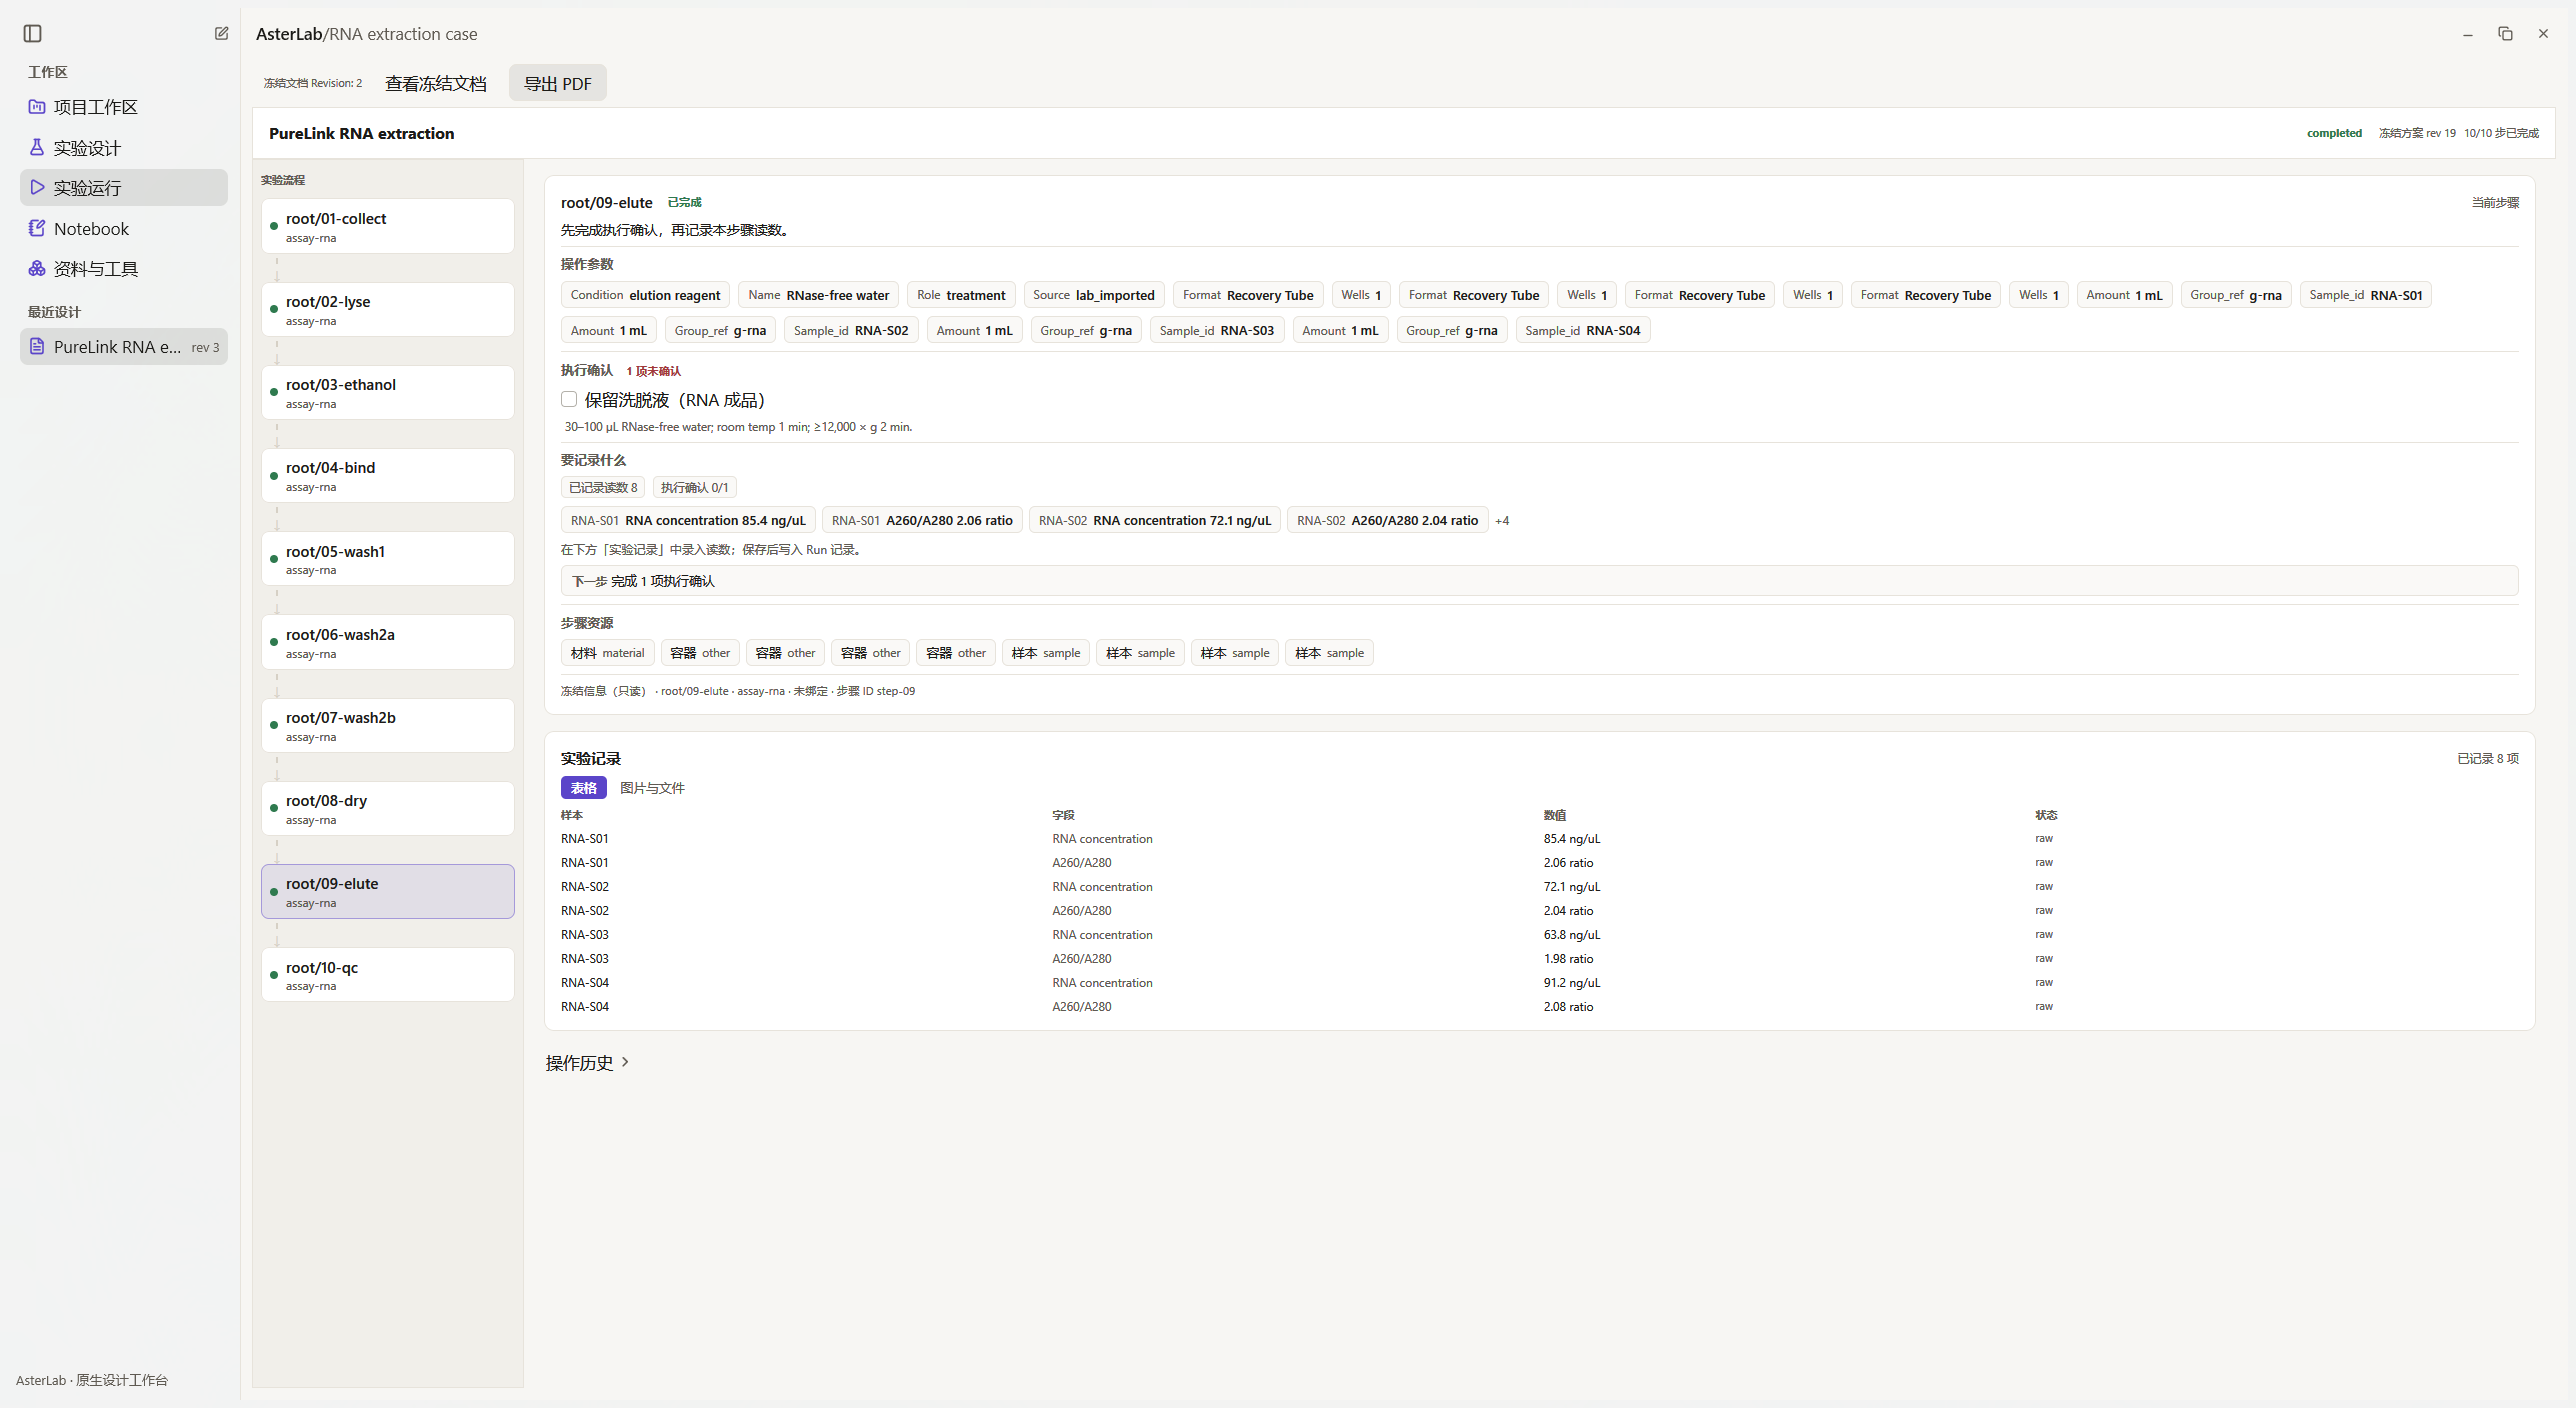 AsterLab/RNA extraction case
工作区
项目工作区
实验设计
实验运行
Notebook
资料与工具
最近设计
PureLink RNA e... rev 3
AsterLab · 原生设计工作台
冻结文档 Revision: 2 查看冻结文档 导出 PDF
PureLink RNA extraction
completed 冻结方案 rev 19 10/10 步已完成
实验流程
root/01-collect
assay-rna
root/02-lyse
assay-rna
root/03-ethanol
assay-rna
root/04-bind
assay-rna
root/05-wash1
assay-rna
root/06-wash2a
assay-rna
root/07-wash2b
assay-rna
root/08-dry
assay-rna
root/09-elute
assay-rna
root/10-qc
assay-rna
root/09-elute 已完成 当前步骤
先完成执行确认，再记录本步骤读数。
操作参数
Condition elution reagent Name RNase-free water Role treatment Source lab_imported Format Recovery Tube Wells 1 Format Recovery Tube Wells 1 Format Recovery Tube Wells 1 Format Recovery Tube Wells 1 Amount 1 mL Group_ref g-rna Sample_id RNA-S01
Amount 1 mL Group_ref g-rna Sample_id RNA-S02 Amount 1 mL Group_ref g-rna Sample_id RNA-S03 Amount 1 mL Group_ref g-rna Sample_id RNA-S04
执行确认 1 项未确认
保留洗脱液（RNA 成品）
30–100 µL RNase-free water; room temp 1 min; ≥12,000 × g 2 min.
要记录什么
已记录读数 8 执行确认 0/1
RNA-S01 RNA concentration 85.4 ng/uL RNA-S01 A260/A280 2.06 ratio RNA-S02 RNA concentration 72.1 ng/uL RNA-S02 A260/A280 2.04 ratio +4
在下方「实验记录」中录入读数；保存后写入 Run 记录。
下一步 完成 1 项执行确认
步骤资源
材料 material 容器 other 容器 other 容器 other 容器 other 样本 sample 样本 sample 样本 sample 样本 sample
冻结信息（只读） · root/09-elute · assay-rna · 未绑定 · 步骤 ID step-09
实验记录 已记录 8 项
表格 图片与文件
样本 字段 数值 状态
RNA-S01 RNA concentration 85.4 ng/uL raw
RNA-S01 A260/A280 2.06 ratio raw
RNA-S02 RNA concentration 72.1 ng/uL raw
RNA-S02 A260/A280 2.04 ratio raw
RNA-S03 RNA concentration 63.8 ng/uL raw
RNA-S03 A260/A280 1.98 ratio raw
RNA-S04 RNA concentration 91.2 ng/uL raw
RNA-S04 A260/A280 2.08 ratio raw
操作历史